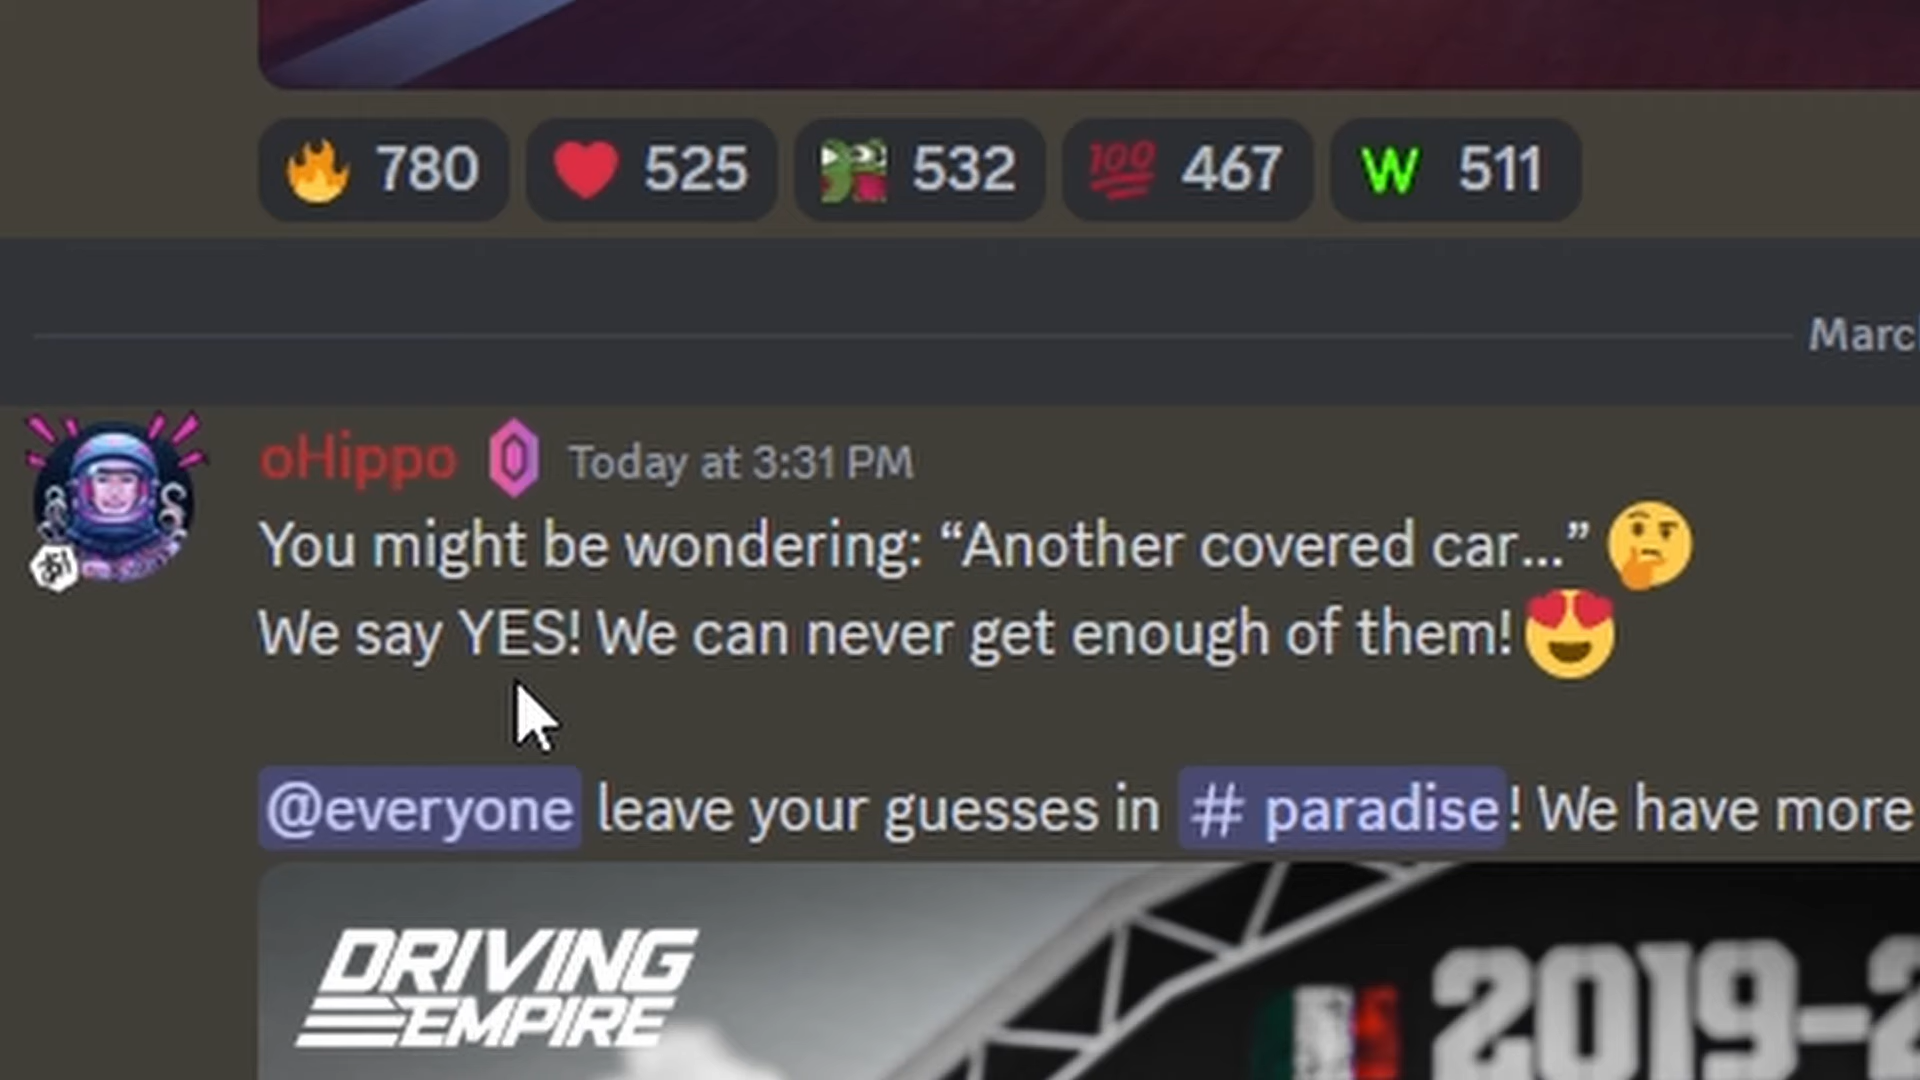 780 525 532 100 467 W 511
oHippo Today at 3:31 PM
You might be wondering: “Another covered car...”
We say YES! We can never get enough of them!
@everyone leave your guesses in # paradise! We have more
DRIVING
EMPIRE
2019-